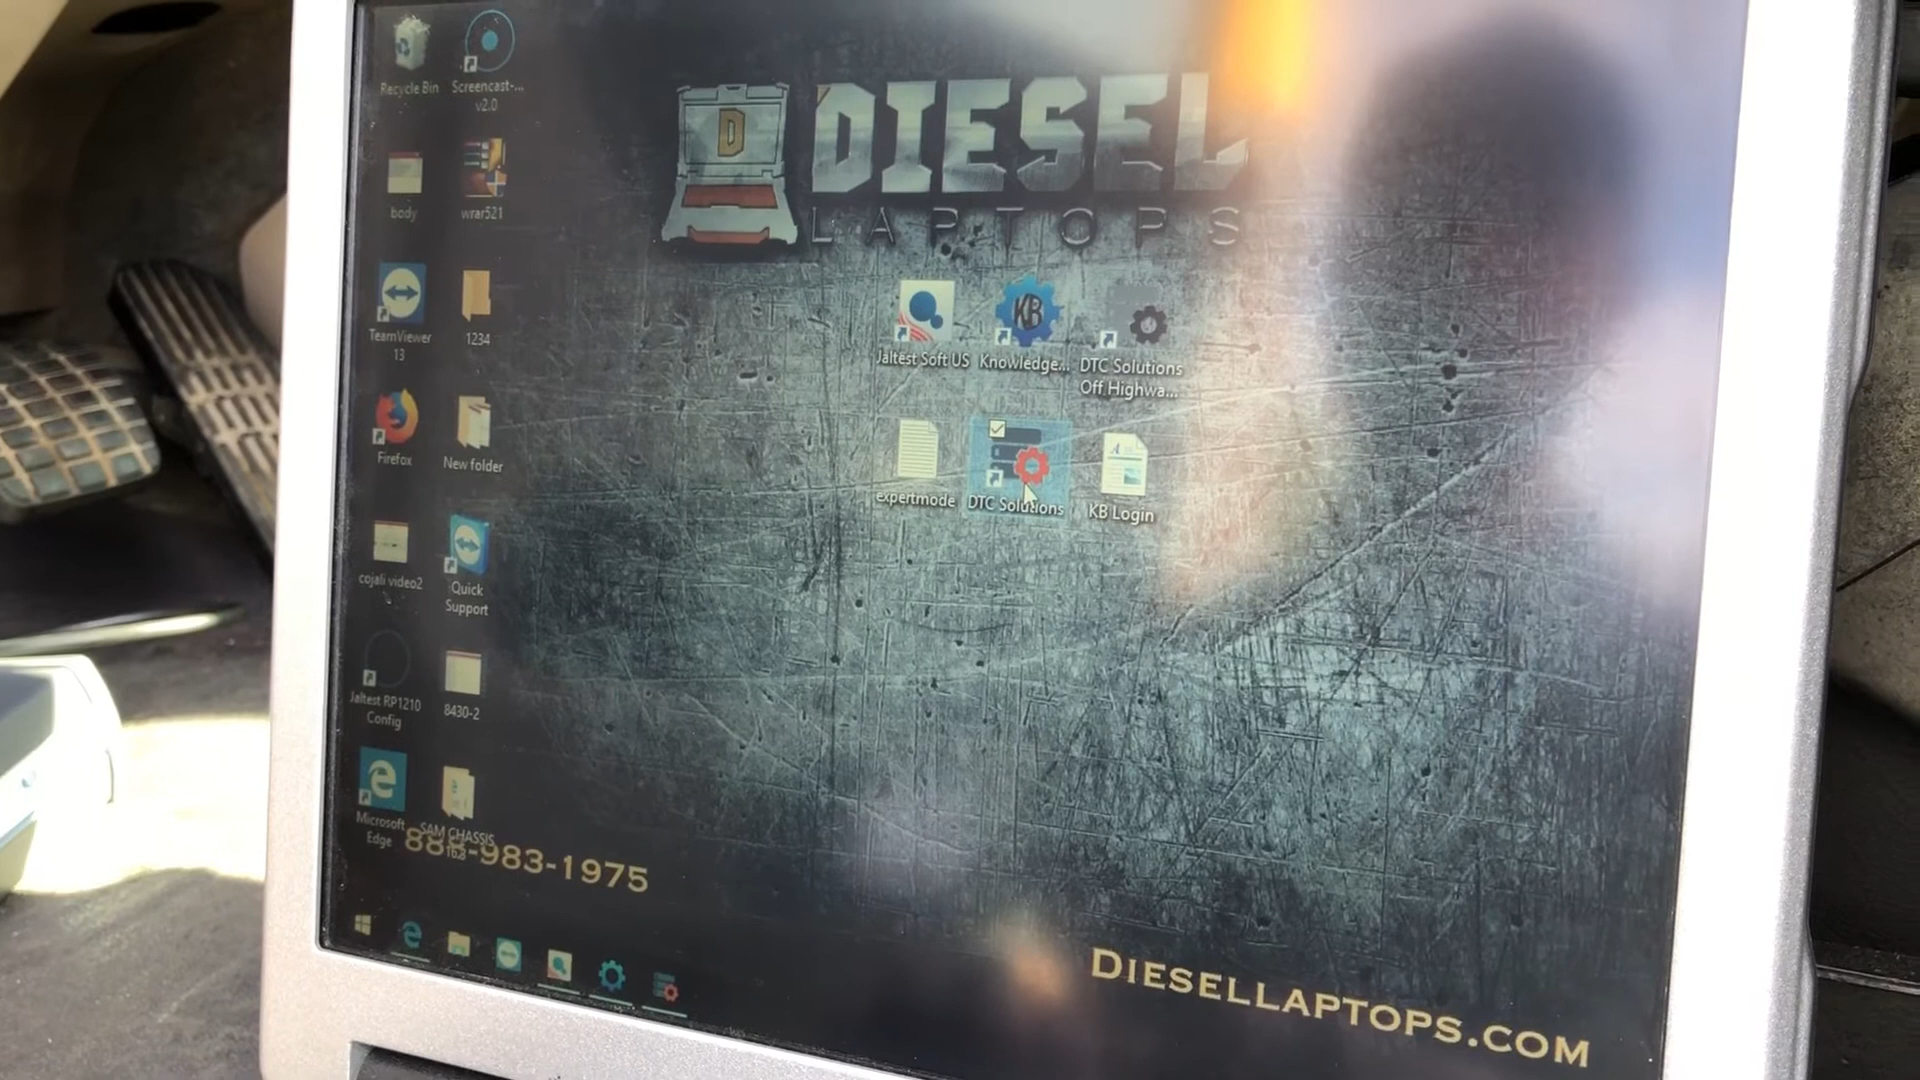 Recycle Bin
Screencast-...
v2.0
body
wrar521
TeamViewer
13
1234
Firefox
New folder
cojali video2
Quick
Support
Jaltest RP1210
Config
8430-2
Microsoft
Edge
SAM CHASSIS
D
DIESEL
LAPTOPS
Jaltest Soft US
KB
Knowledge...
DTC Solutions
Off Highwa...
expertmode
DTC Solutions
KB Login
888-983-1975
DIESELLAPTOPS.COM